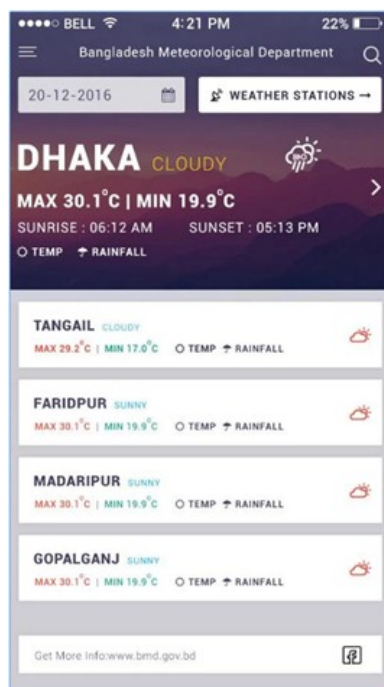 BELL 4:21 PM 22%
Bangladesh Meteorological Department
20-12-2016 WEATHER STATIONS →
DHAKA CLOUDY
MAX 30.1°C | MIN 19.9°C
SUNRISE : 06:12 AM SUNSET : 05:13 PM
TEMP RAINFALL
TANGAIL CLOUDY
MAX 29.2°C | MIN 17.0°C TEMP RAINFALL
FARIDPUR SUNNY
MAX 30.1°C | MIN 19.9°C TEMP RAINFALL
MADARIPUR SUNNY
MAX 30.1°C | MIN 19.9°C TEMP RAINFALL
GOPALGANJ SUNNY
MAX 30.1°C | MIN 19.9°C TEMP RAINFALL
Get More Info:www.bmd.gov.bd